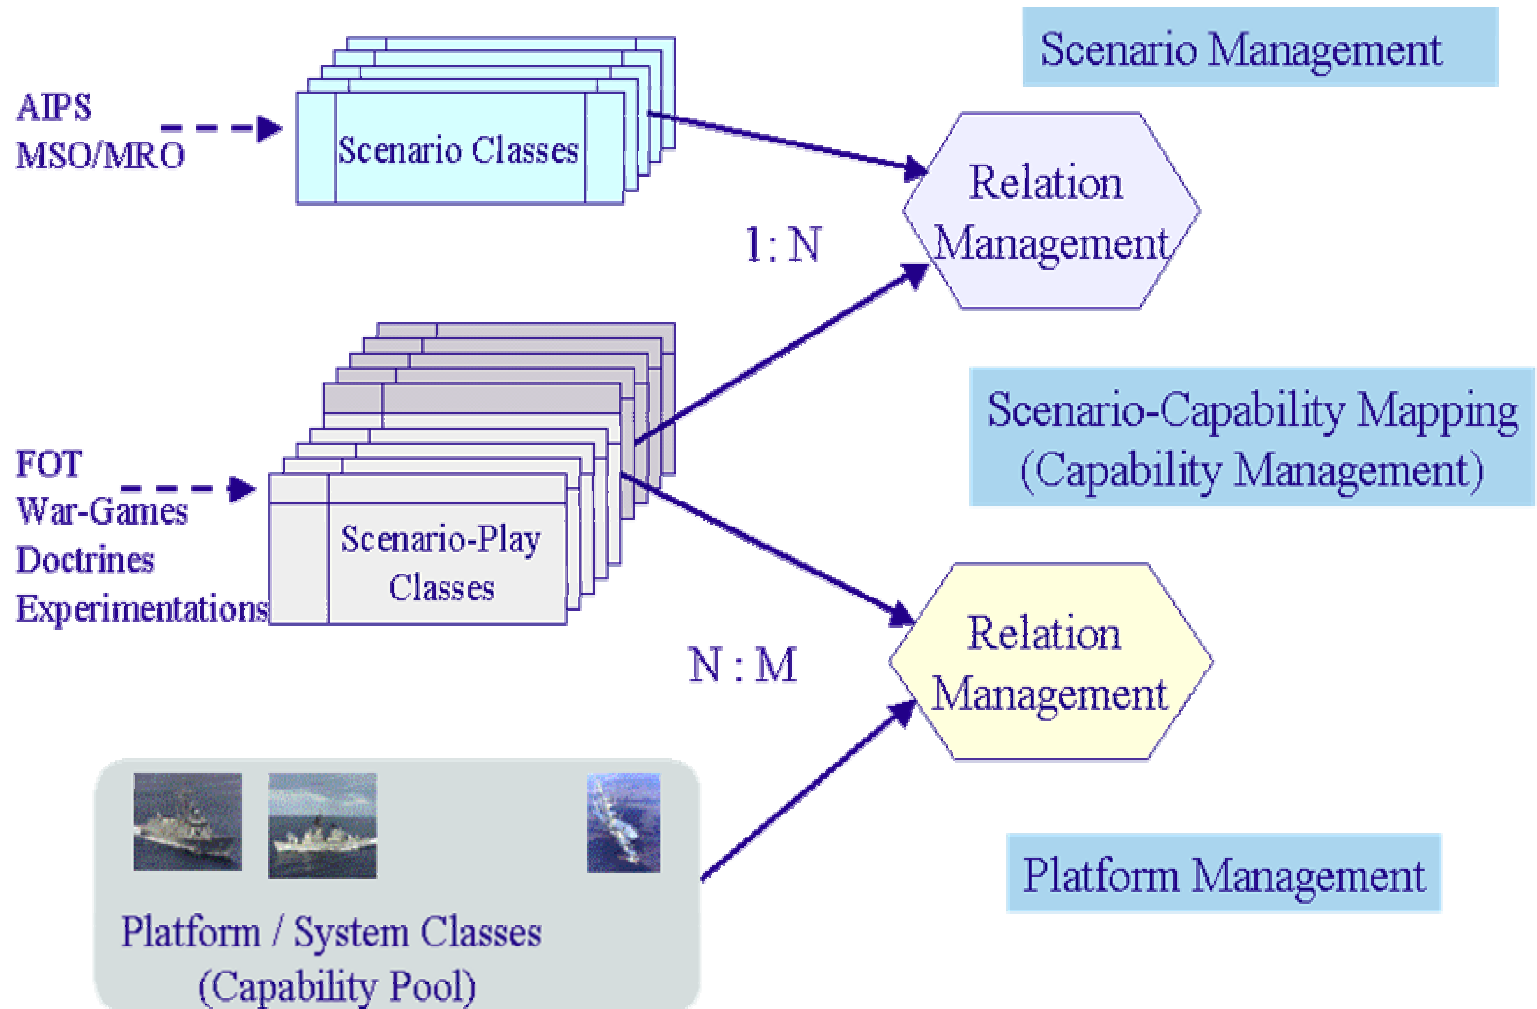 Scenario Management
AIPS
MSO/MRO
Scenario Classes
Relation
Management
1: N
Scenario-Capability Mapping
(Capability Management)
FOT
War-Games
Doctrines
Experimentations
Scenario-Play
Classes
Relation
Management
N : M
Platform Management
Platform / System Classes
(Capability Pool)